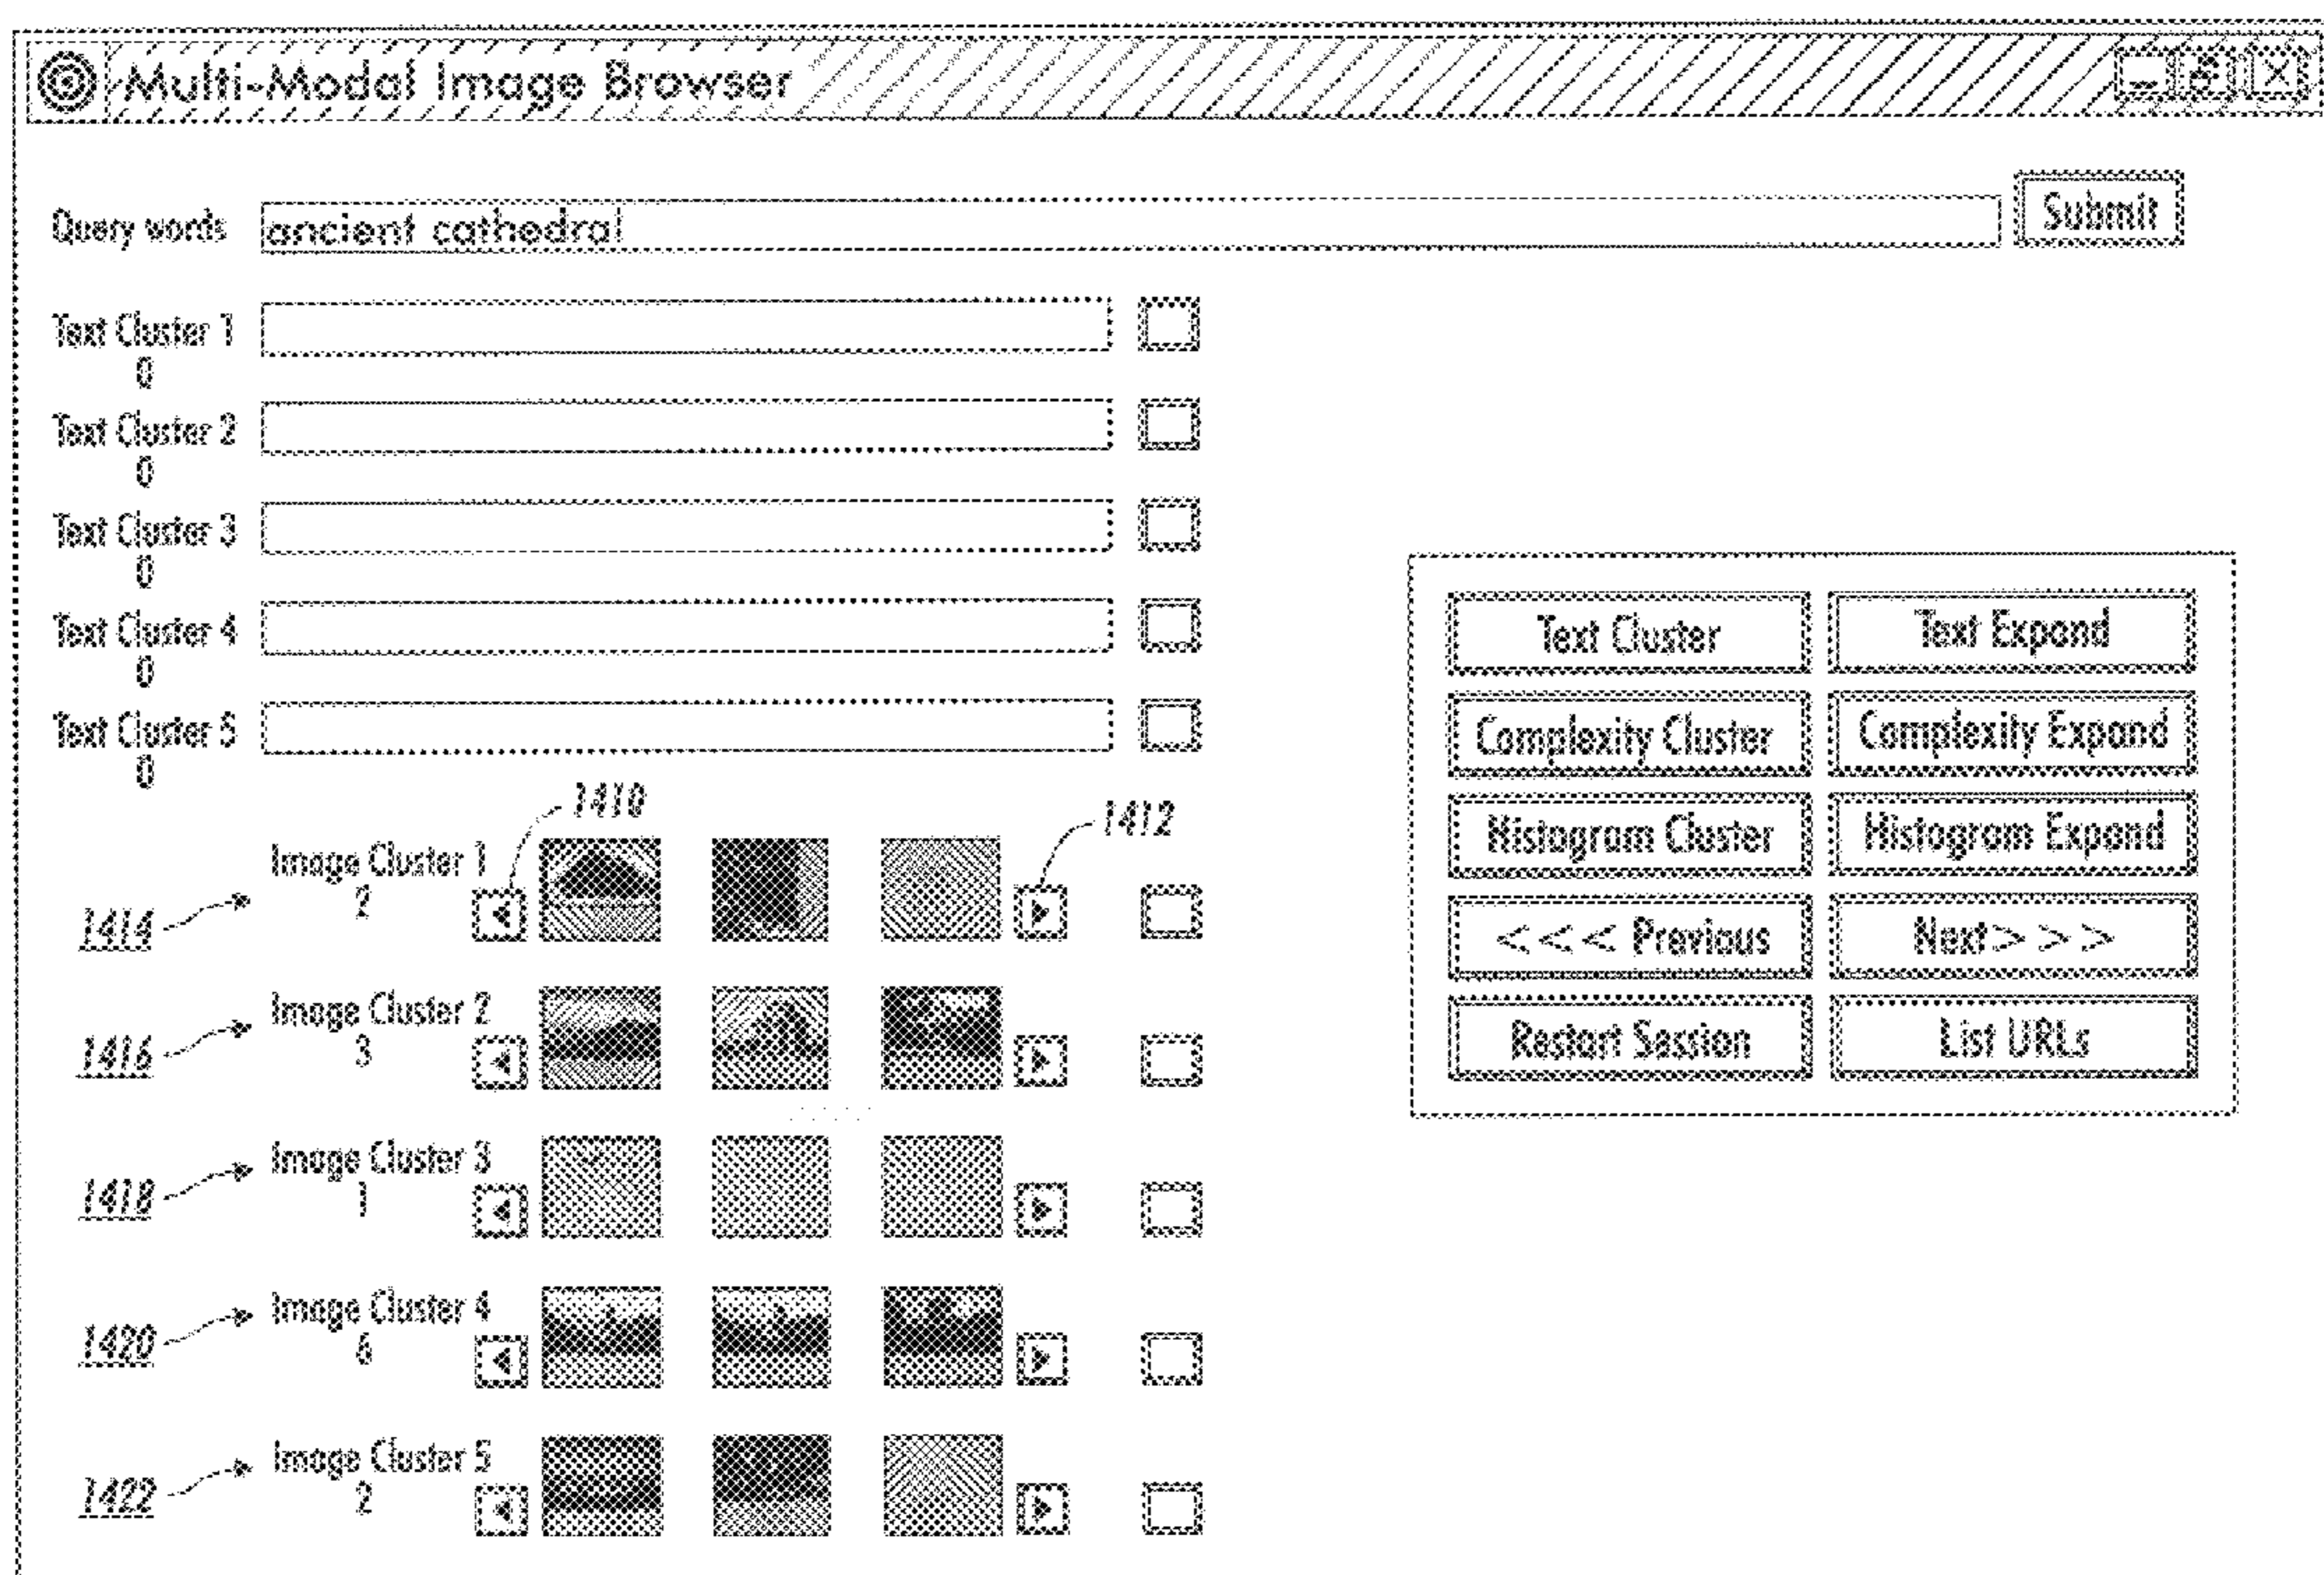 Multi-Modal Image Browser
Query words ancient cathedral Submit
Text Cluster 1
0
Text Cluster 2
0
Text Cluster 3
0
Text Cluster 4
0
Text Cluster 5
0
Text Cluster Text Expand
Complexity Cluster Complexity Expand
Histogram Cluster Histogram Expand
<<< Previous Next>>>
Restart Session List URLs
1410
1412
Image Cluster 1
2
1414
Image Cluster 2
3
1416
Image Cluster 3
1
1418
Image Cluster 4
6
1420
Image Cluster 5
2
1422